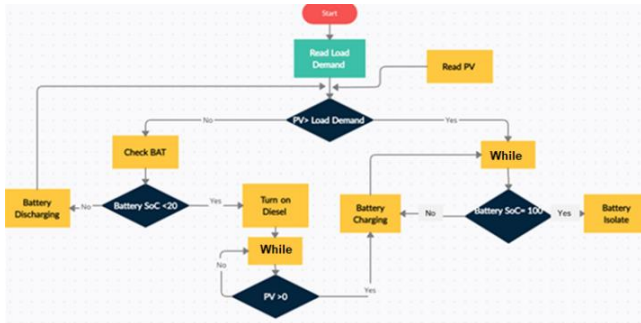 Start
Read Load
Demand
Read PV
PV> Load Demand
No
Yes
Check BAT
While
Battery
Discharging
No
Battery SoC <20
Yes
Turn on
Diesel
Battery
Charging
No
Battery SoC= 100
Yes
Battery
Isolate
While
No
PV >0
Yes